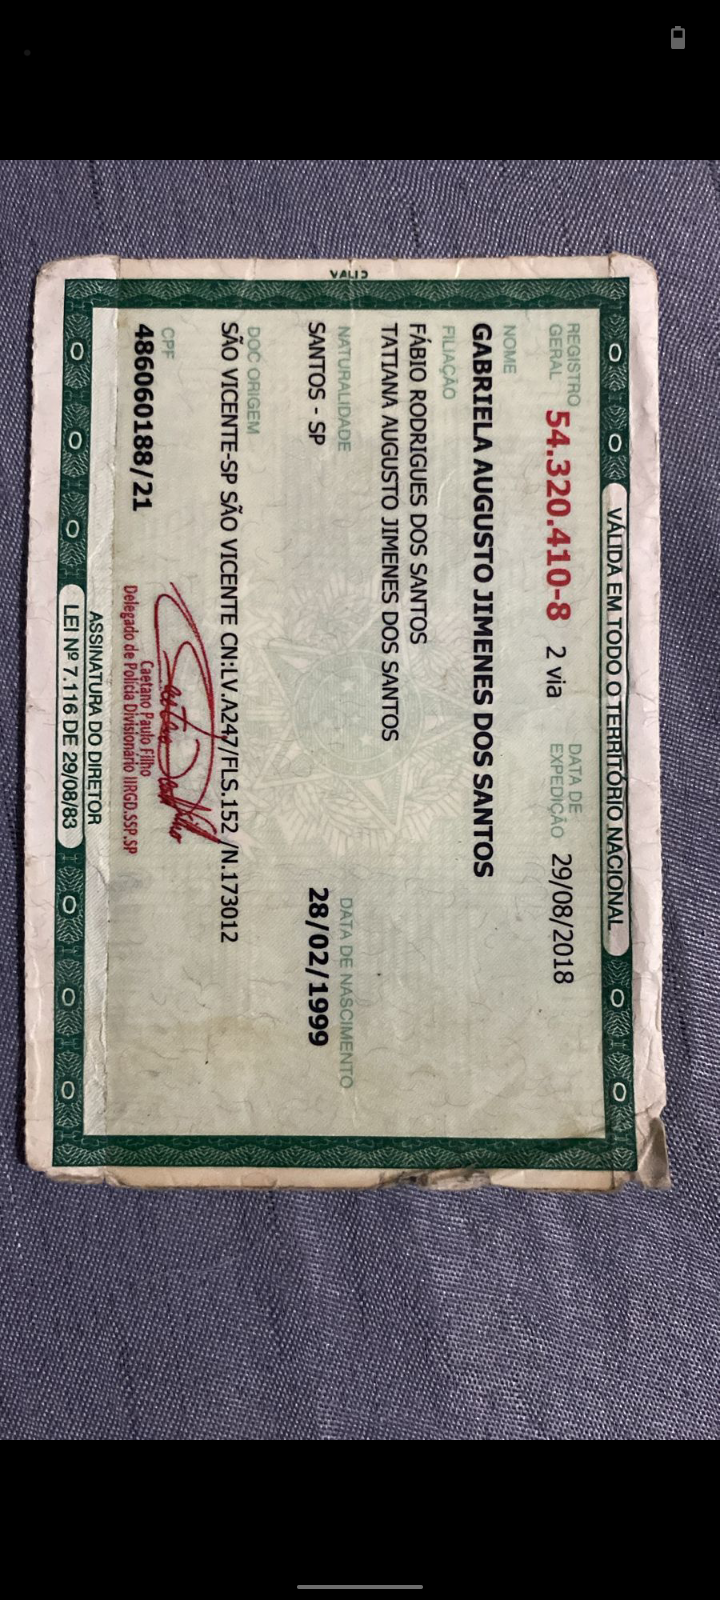 VALID
VÁLIDA EM TODO O TERRITÓRIO NACIONAL
REGISTRO GERAL 54.320.410-8 2 via DATA DE EXPEDIÇÃO 29/08/2018
NOME
GABRIELA AUGUSTO JIMENES DOS SANTOS
FILIAÇÃO
FÁBIO RODRIGUES DOS SANTOS
TATIANA AUGUSTO JIMENES DOS SANTOS
NATURALIDADE DATA DE NASCIMENTO
SANTOS - SP 28/02/1999
DOC ORIGEM
SÃO VICENTE-SP SÃO VICENTE CN:LV.A247/FLS.152 /N.173012
CPF
486060188/21
Caetano Paulo Filho
Delegado de Polícia Divisionário IIRGD.SSP.SP
ASSINATURA DO DIRETOR
LEI Nº 7.116 DE 29/08/83